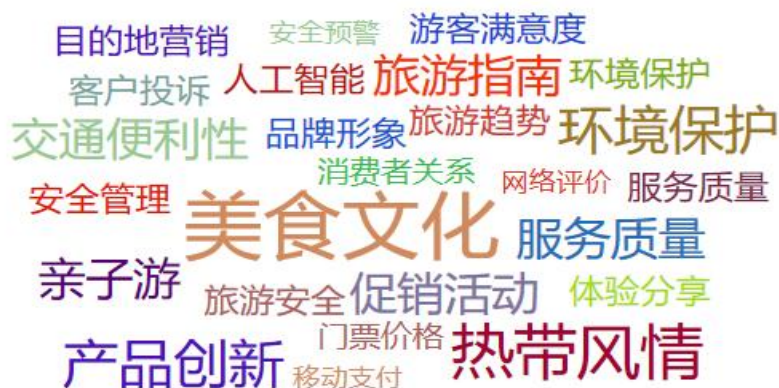 目的地营销 安全预警 游客满意度
客户投诉 人工智能 旅游指南 环境保护
交通便利性 品牌形象 旅游趋势 环境保护
消费者关系 网络评价 服务质量
安全管理 美食文化 服务质量
亲子游 旅游安全 促销活动 体验分享
产品创新 门票价格 热带风情
移动支付